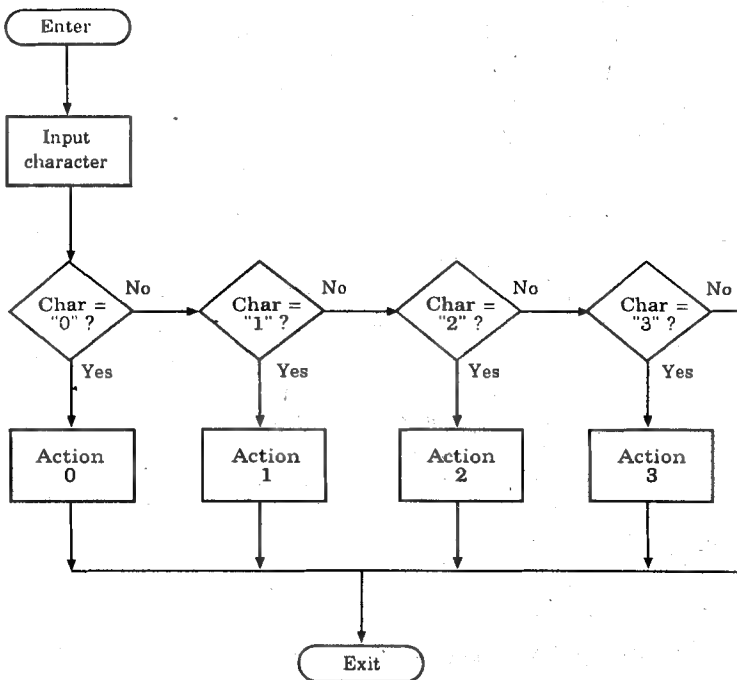 Enter
Input
character
No
No
No
No
Char =
"0" ?
Char =
"1" ?
Char =
"2" ?
Char =
"3" ?
Yes
Yes
Yes
Yes
Action
0
Action
1
Action
2
Action
3
Exit